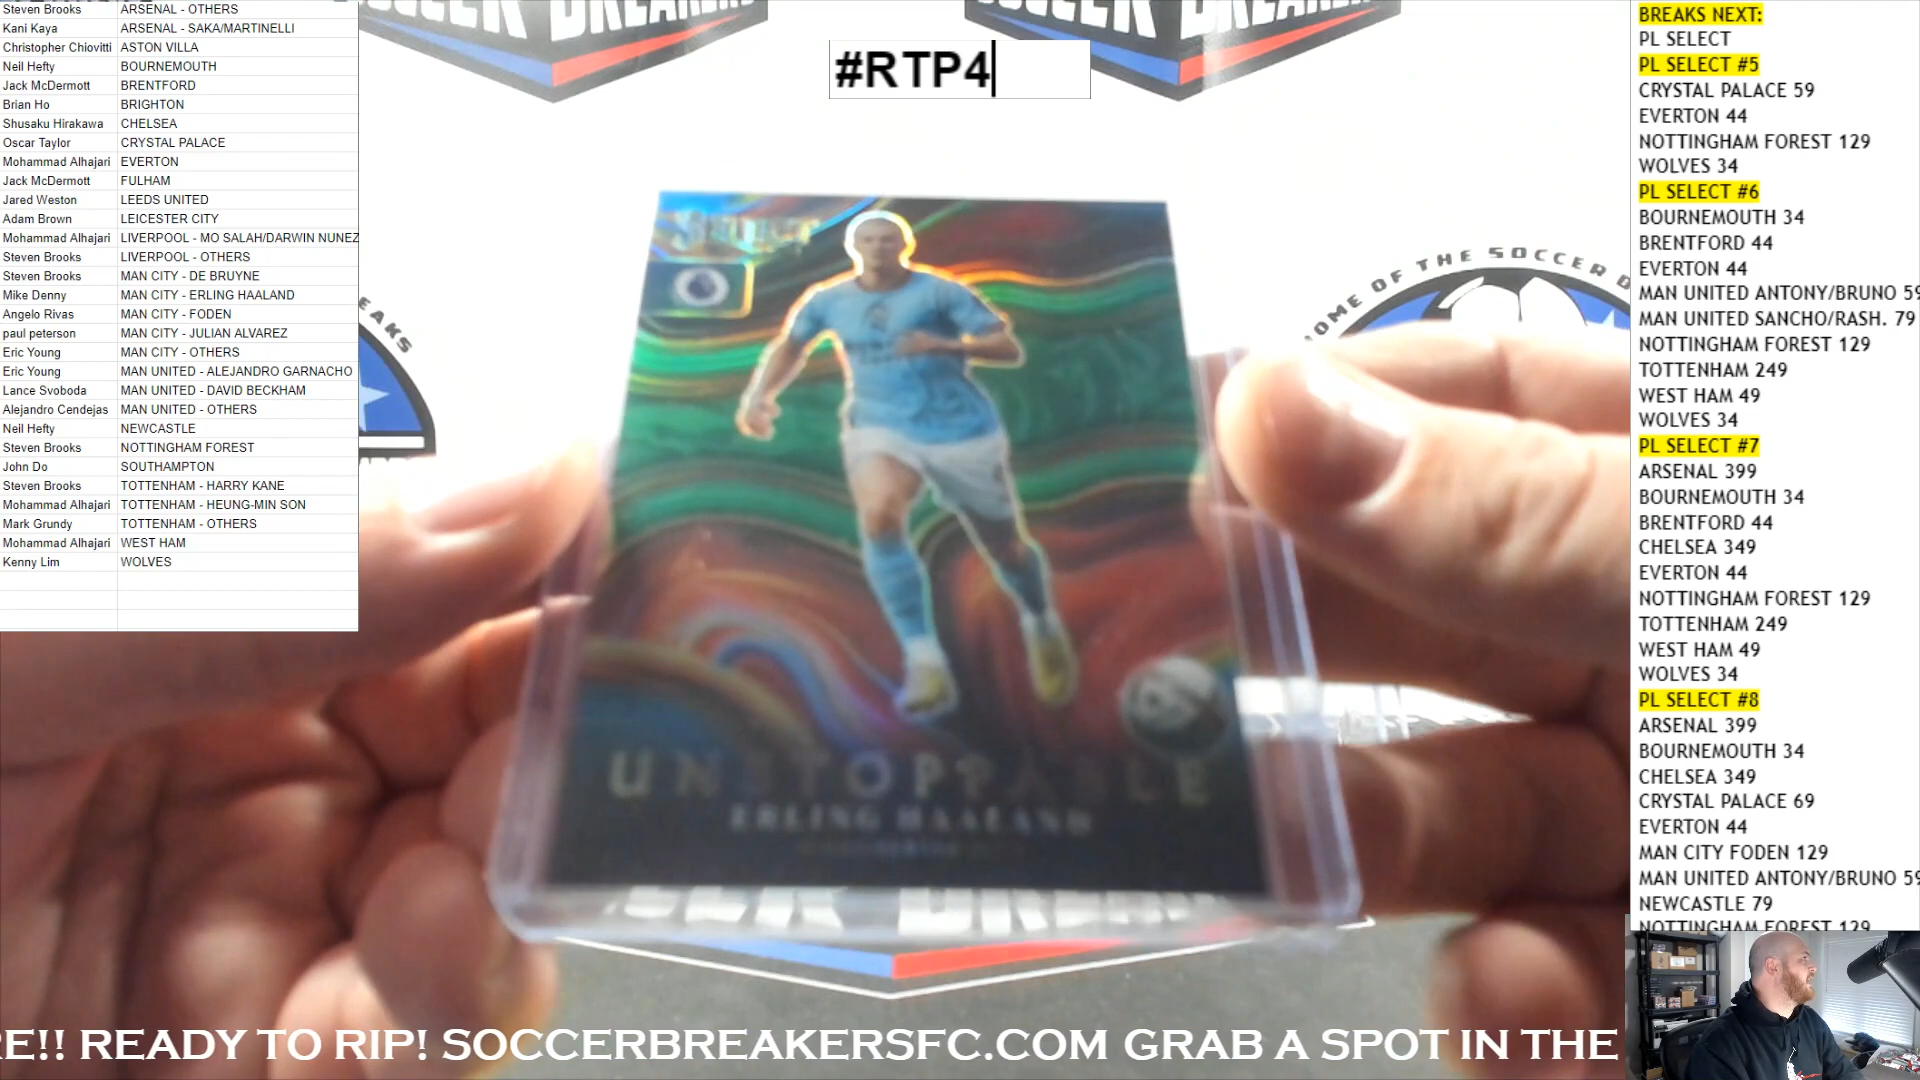 Steven Brooks ARSENAL - OTHERS
Kani Kaya ARSENAL - SAKA/MARTINELLI
Christopher Chiovitti ASTON VILLA
Neil Hefty BOURNEMOUTH
Jack McDermott BRENTFORD
Brian Ho BRIGHTON
Shusaku Hirakawa CHELSEA
Oscar Taylor CRYSTAL PALACE
Mohammad Alhajari EVERTON
Jack McDermott FULHAM
Jared Weston LEEDS UNITED
Adam Brown LEICESTER CITY
Mohammad Alhajari LIVERPOOL - MO SALAH/DARWIN NUNEZ
Steven Brooks LIVERPOOL - OTHERS
Steven Brooks MAN CITY - DE BRUYNE
Mike Denny MAN CITY - ERLING HAALAND
Angelo Rivas MAN CITY - FODEN
paul peterson MAN CITY - JULIAN ALVAREZ
Eric Young MAN CITY - OTHERS
Eric Young MAN UNITED - ALEJANDRO GARNACHO
Lance Svoboda MAN UNITED - DAVID BECKHAM
Alejandro Cendejas MAN UNITED - OTHERS
Neil Hefty NEWCASTLE
Steven Brooks NOTTINGHAM FOREST
John Do SOUTHAMPTON
Steven Brooks TOTTENHAM - HARRY KANE
Mohammad Alhajari TOTTENHAM - HEUNG-MIN SON
Mark Grundy TOTTENHAM - OTHERS
Mohammad Alhajari WEST HAM
Kenny Lim WOLVES
SOCCER BREAKERS
#RTP4
HOME OF THE SOCCER
EAKS
Select
UNSTOPPABLE
ERLING HAALAND
BREAKS NEXT:
PL SELECT
PL SELECT #5
CRYSTAL PALACE 59
EVERTON 44
NOTTINGHAM FOREST 129
WOLVES 34
PL SELECT #6
BOURNEMOUTH 34
BRENTFORD 44
EVERTON 44
MAN UNITED ANTONY/BRUNO 59
MAN UNITED SANCHO/RASH. 79
NOTTINGHAM FOREST 129
TOTTENHAM 249
WEST HAM 49
WOLVES 34
PL SELECT #7
ARSENAL 399
BOURNEMOUTH 34
BRENTFORD 44
CHELSEA 349
EVERTON 44
NOTTINGHAM FOREST 129
TOTTENHAM 249
WEST HAM 49
WOLVES 34
PL SELECT #8
ARSENAL 399
BOURNEMOUTH 34
CHELSEA 349
CRYSTAL PALACE 69
EVERTON 44
MAN CITY FODEN 129
MAN UNITED ANTONY/BRUNO 59
NEWCASTLE 79
NOTTINGHAM FOREST 129
RE!! READY TO RIP! SOCCERBREAKERSFC.COM GRAB A SPOT IN THE